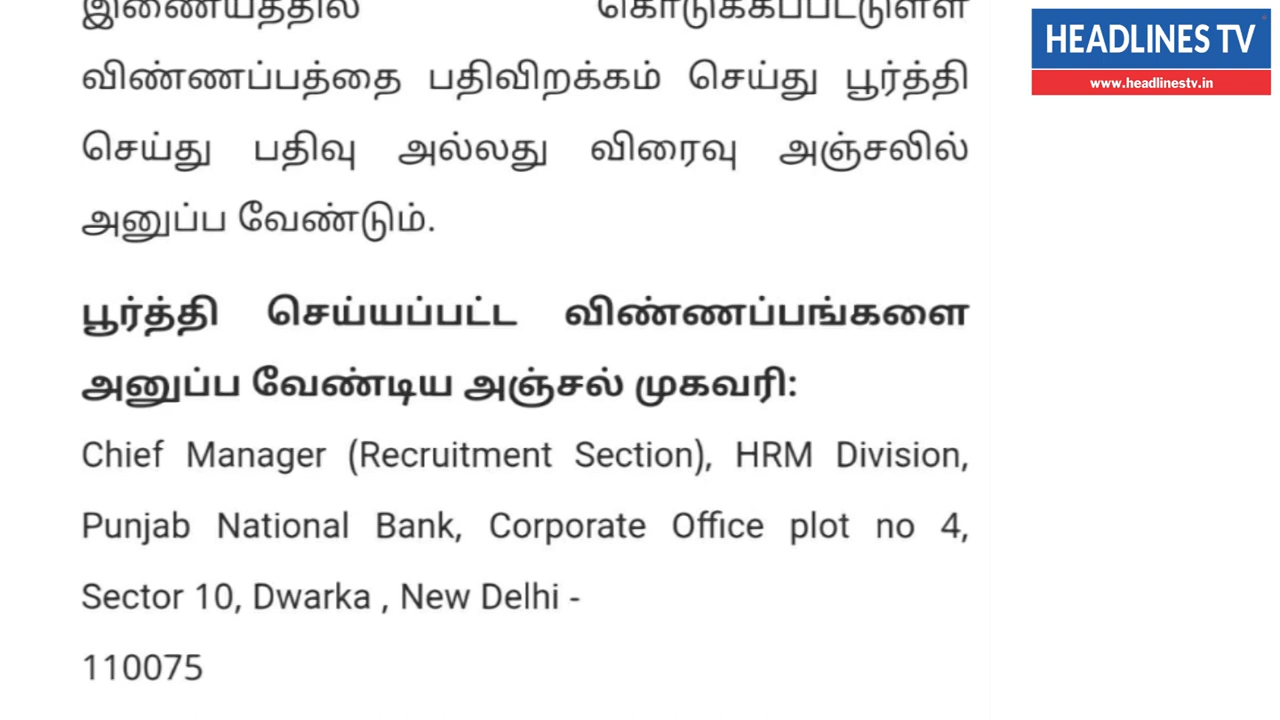 இணையத்தில் கொடுக்கப்பட்டுள்ள
விண்ணப்பத்தை பதிவிறக்கம் செய்து பூர்த்தி
செய்து பதிவு அல்லது விரைவு அஞ்சலில்
அனுப்ப வேண்டும்.
பூர்த்தி செய்யப்பட்ட விண்ணப்பங்களை
அனுப்ப வேண்டிய அஞ்சல் முகவரி:
Chief Manager (Recruitment Section), HRM Division,
Punjab National Bank, Corporate Office plot no 4,
Sector 10, Dwarka , New Delhi -
110075
HEADLINES TV
www.headlinestv.in